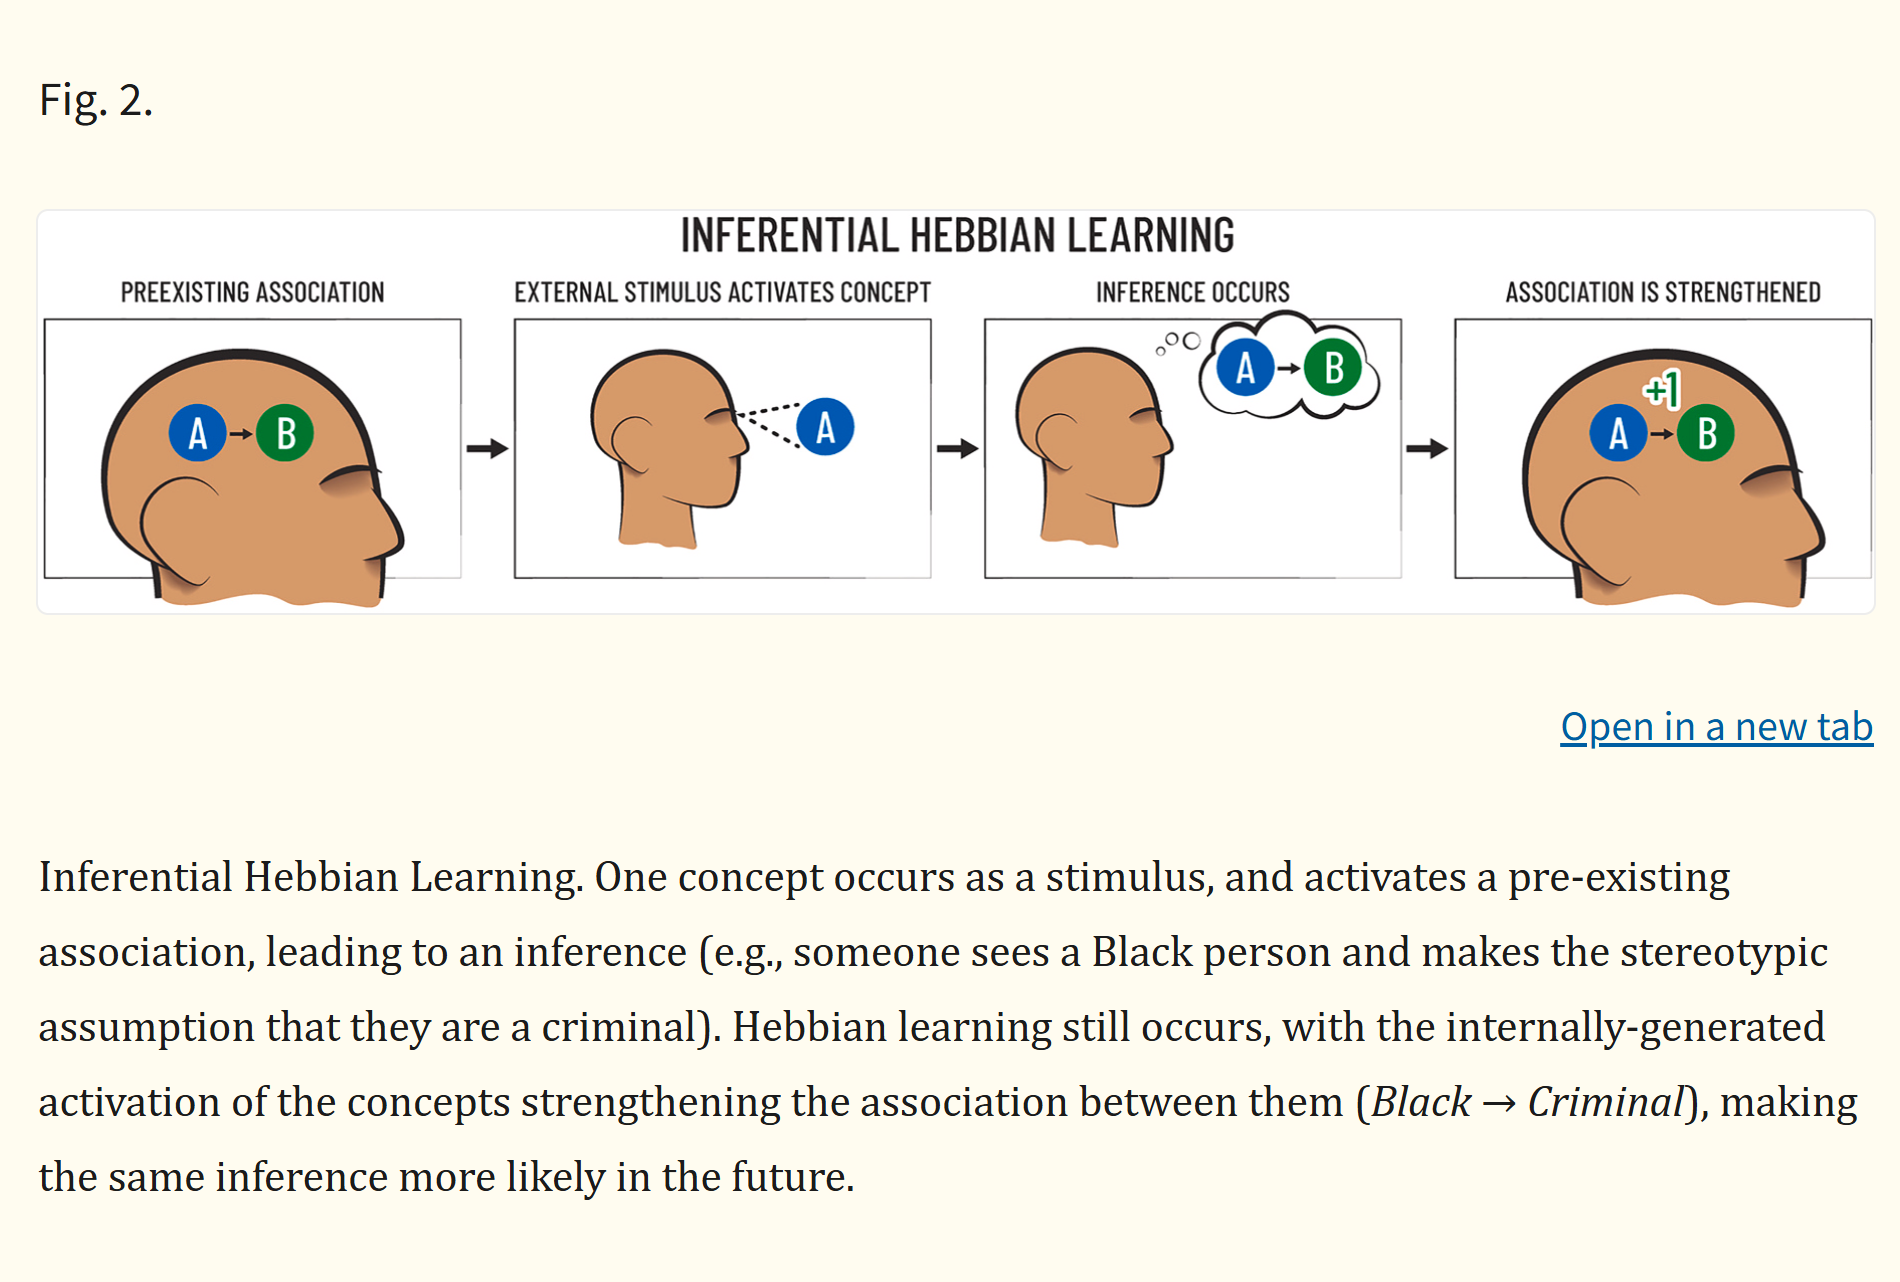 Fig. 2.
INFERENTIAL HEBBIAN LEARNING
PREEXISTING ASSOCIATION
EXTERNAL STIMULUS ACTIVATES CONCEPT
INFERENCE OCCURS
ASSOCIATION IS STRENGTHENED
A → B
A
A → B
+1
A → B
Open in a new tab
Inferential Hebbian Learning. One concept occurs as a stimulus, and activates a pre-existing
association, leading to an inference (e.g., someone sees a Black person and makes the stereotypic
assumption that they are a criminal). Hebbian learning still occurs, with the internally-generated
activation of the concepts strengthening the association between them (Black → Criminal), making
the same inference more likely in the future.